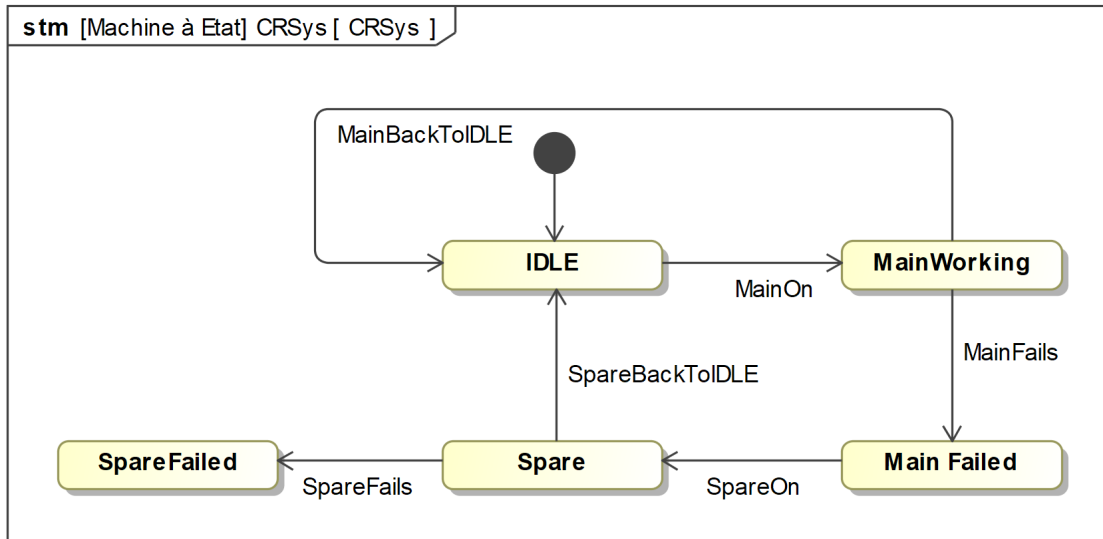 stm [Machine à Etat] CRSys [ CRSys ]
MainBackToIDLE
IDLE
MainWorking
MainOn
MainFails
SpareBackToIDLE
SpareFailed
Spare
Main Failed
SpareFails
SpareOn